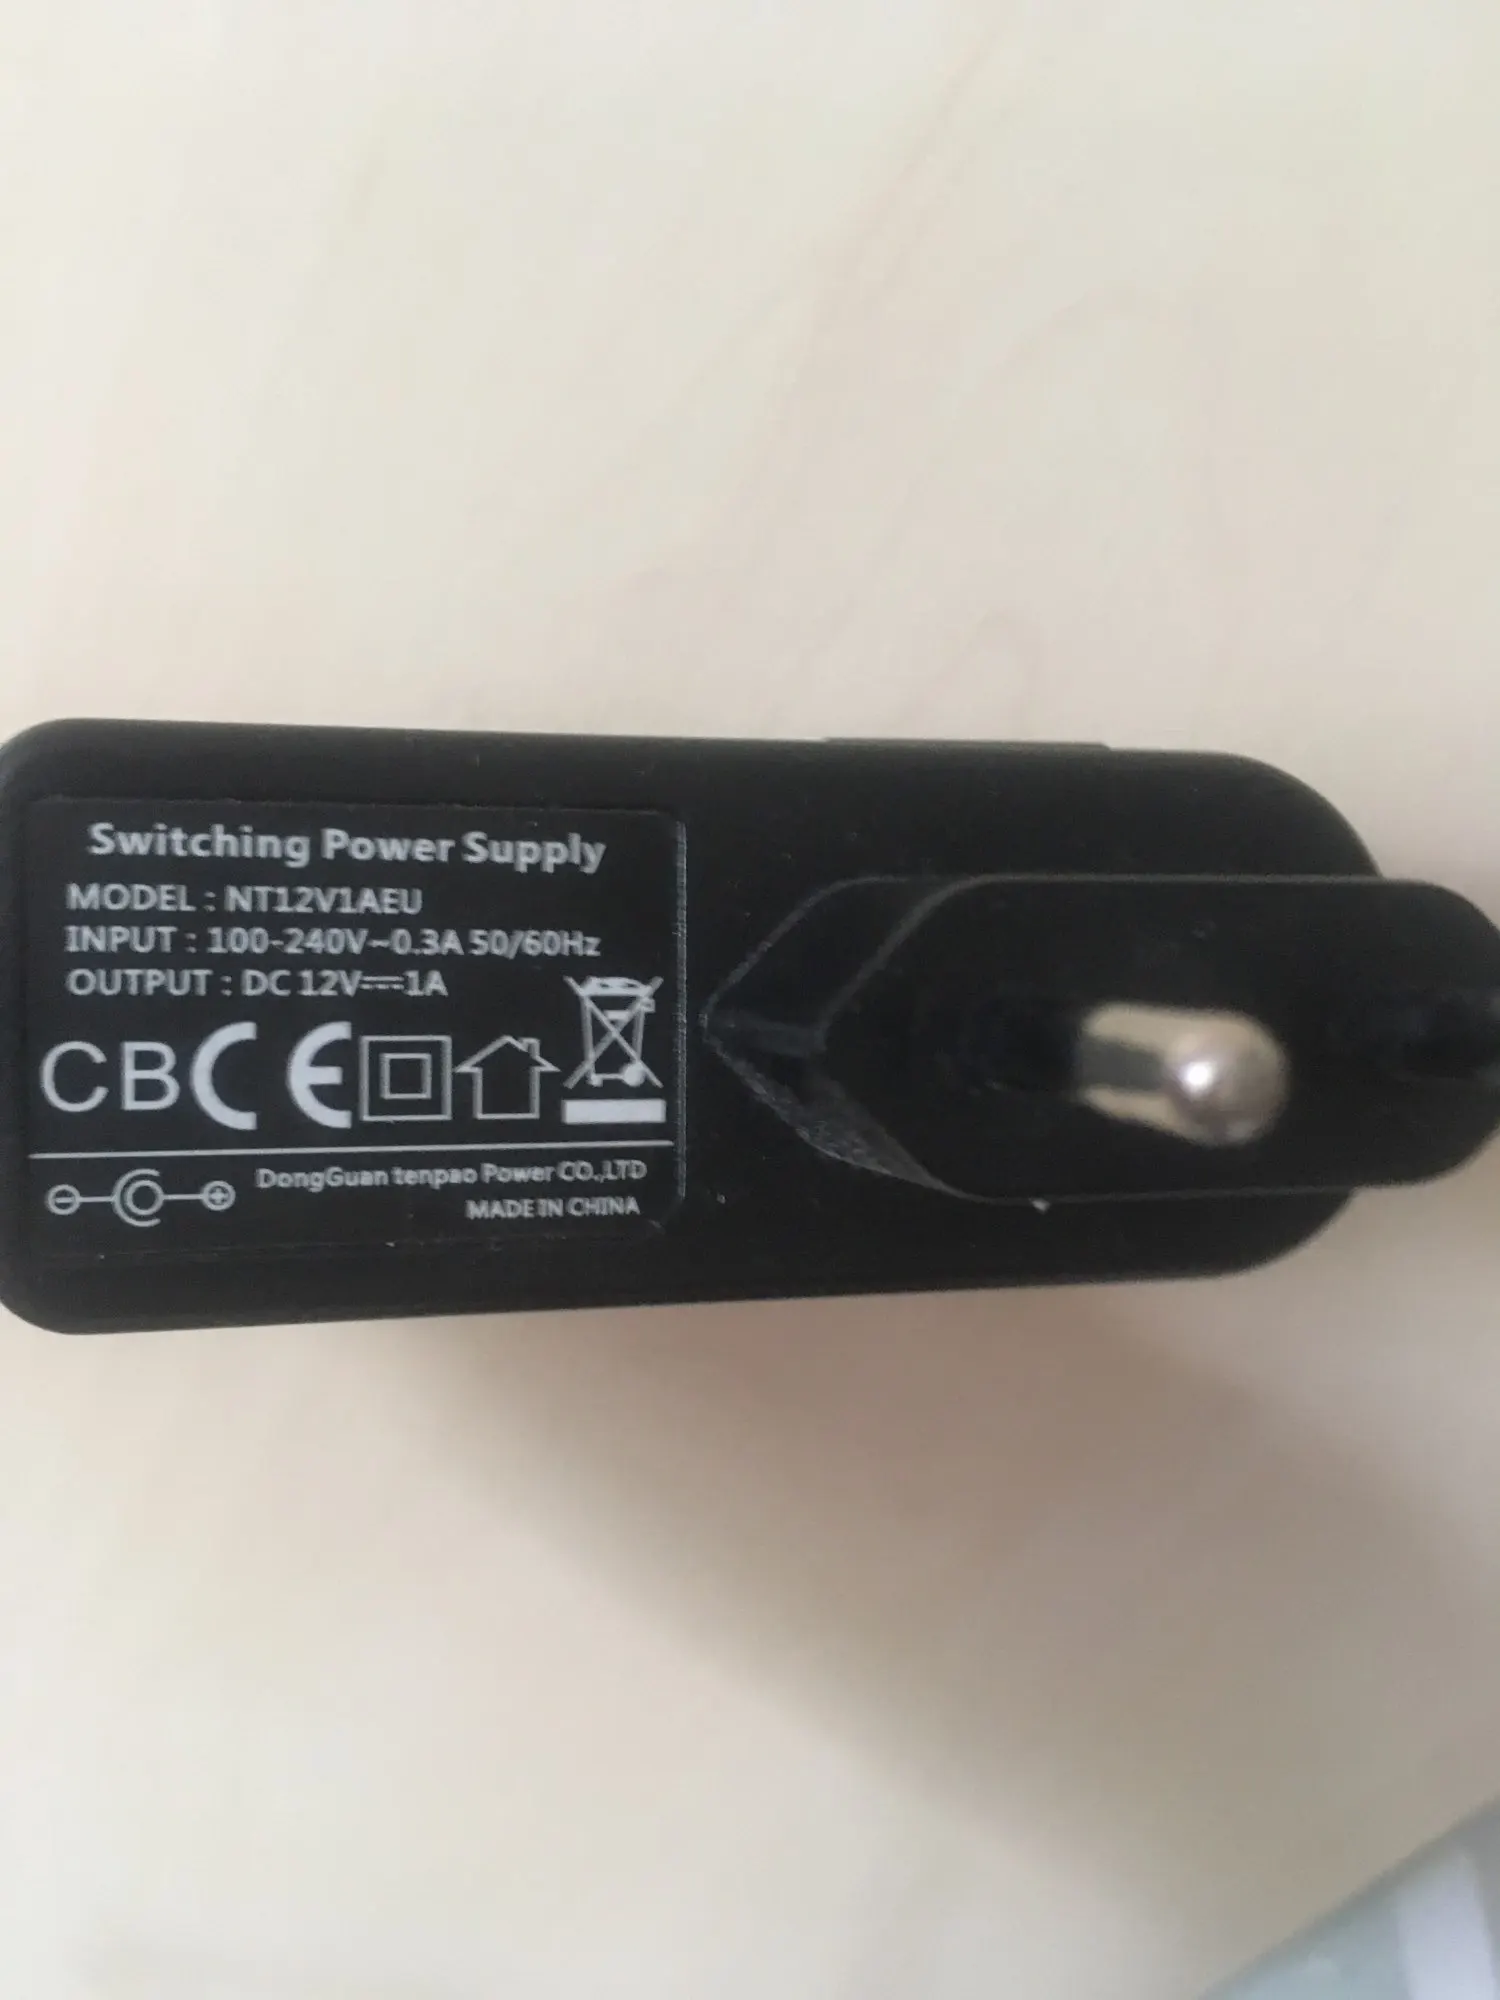 Switching Power Supply
MODEL : NT12V1AEU
INPUT : 100-240V~0.3A 50/60Hz
OUTPUT : DC 12V⎓1A
CB CE
DongGuan tenpao Power CO.,LTD
MADE IN CHINA